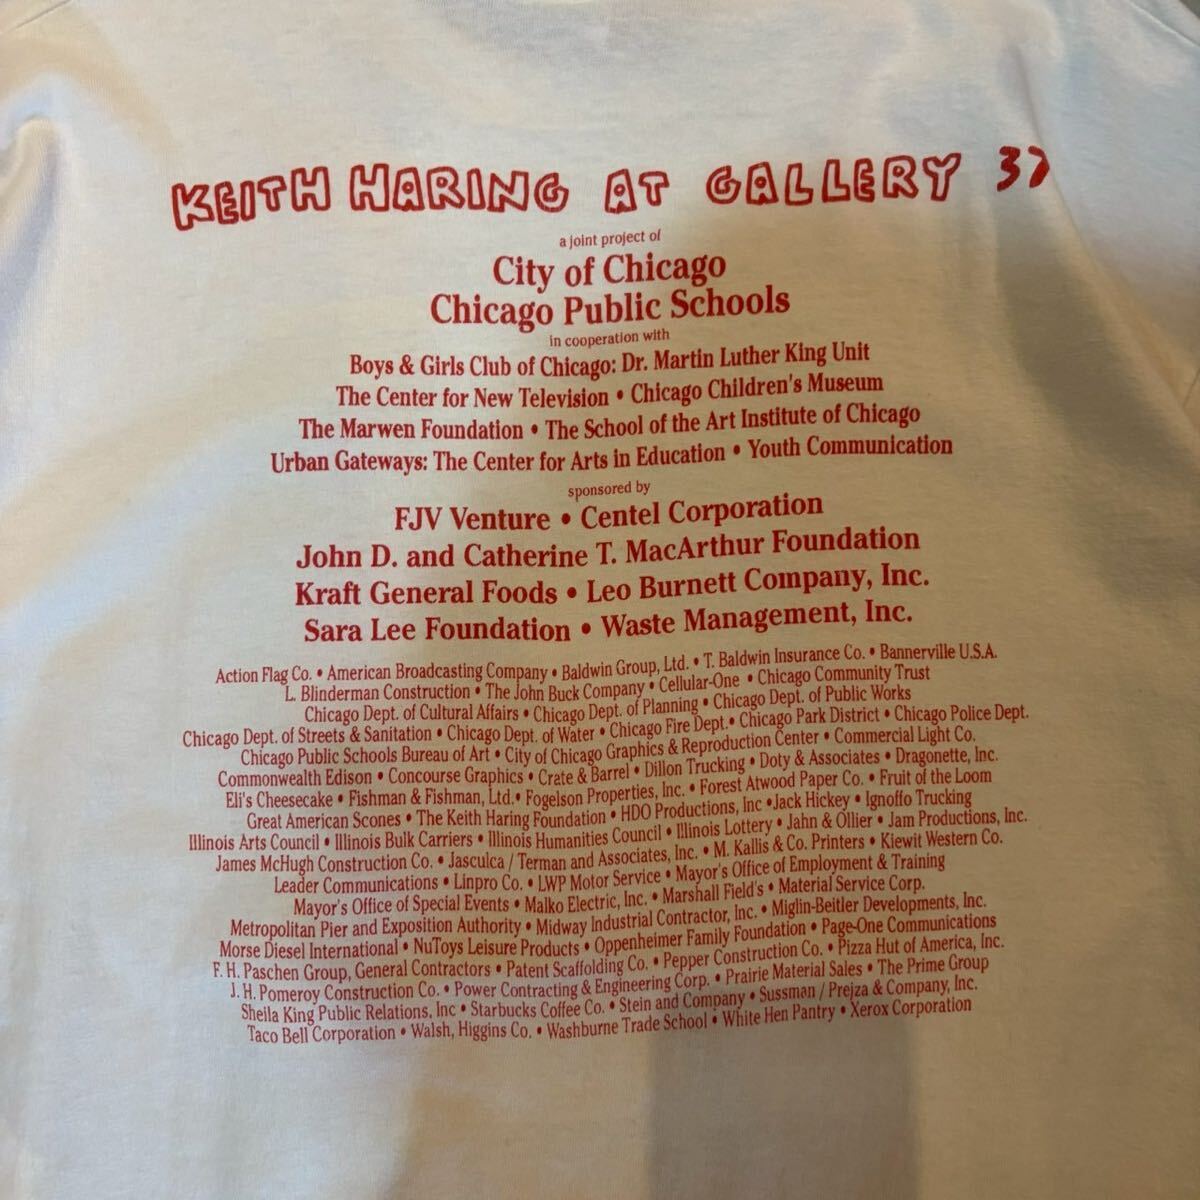 KEITH HARING AT GALLERY 37
a joint project of
City of Chicago
Chicago Public Schools
in cooperation with
Boys & Girls Club of Chicago: Dr. Martin Luther King Unit
The Center for New Television • Chicago Children's Museum
The Marwen Foundation • The School of the Art Institute of Chicago
Urban Gateways: The Center for Arts in Education • Youth Communication
sponsored by
FJV Venture • Centel Corporation
John D. and Catherine T. MacArthur Foundation
Kraft General Foods • Leo Burnett Company, Inc.
Sara Lee Foundation • Waste Management, Inc.
Action Flag Co. • American Broadcasting Company • Baldwin Group, Ltd. • T. Baldwin Insurance Co. • Bannerville U.S.A.
L. Blinderman Construction • The John Buck Company • Cellular-One • Chicago Community Trust
Chicago Dept. of Cultural Affairs • Chicago Dept. of Planning • Chicago Dept. of Public Works
Chicago Dept. of Streets & Sanitation • Chicago Dept. of Water • Chicago Fire Dept. • Chicago Park District • Chicago Police Dept.
Chicago Public Schools Bureau of Art • City of Chicago Graphics & Reproduction Center • Commercial Light Co.
Commonwealth Edison • Concourse Graphics • Crate & Barrel • Dillon Trucking • Doty & Associates • Dragonette, Inc.
Eli's Cheesecake • Fishman & Fishman, Ltd. • Fogelson Properties, Inc. • Forest Atwood Paper Co. • Fruit of the Loom
Great American Scones • The Keith Haring Foundation • HDO Productions, Inc • Jack Hickey • Ignoffo Trucking
Illinois Arts Council • Illinois Bulk Carriers • Illinois Humanities Council • Illinois Lottery • Jahn & Ollier • Jam Productions, Inc.
James McHugh Construction Co. • Jasculca / Terman and Associates, Inc. • M. Kallis & Co. Printers • Kiewit Western Co.
Leader Communications • Linpro Co. • LWP Motor Service • Mayor's Office of Employment & Training
Mayor's Office of Special Events • Malko Electric, Inc. • Marshall Field's • Material Service Corp.
Metropolitan Pier and Exposition Authority • Midway Industrial Contractor, Inc. • Miglin-Beitler Developments, Inc.
Morse Diesel International • NuToys Leisure Products • Oppenheimer Family Foundation • Page-One Communications
F. H. Paschen Group, General Contractors • Patent Scaffolding Co. • Pepper Construction Co. • Pizza Hut of America, Inc.
J. H. Pomeroy Construction Co. • Power Contracting & Engineering Corp. • Prairie Material Sales • The Prime Group
Sheila King Public Relations, Inc • Starbucks Coffee Co. • Stein and Company • Sussman / Prejza & Company, Inc.
Taco Bell Corporation • Walsh, Higgins Co. • Washburne Trade School • White Hen Pantry • Xerox Corporation